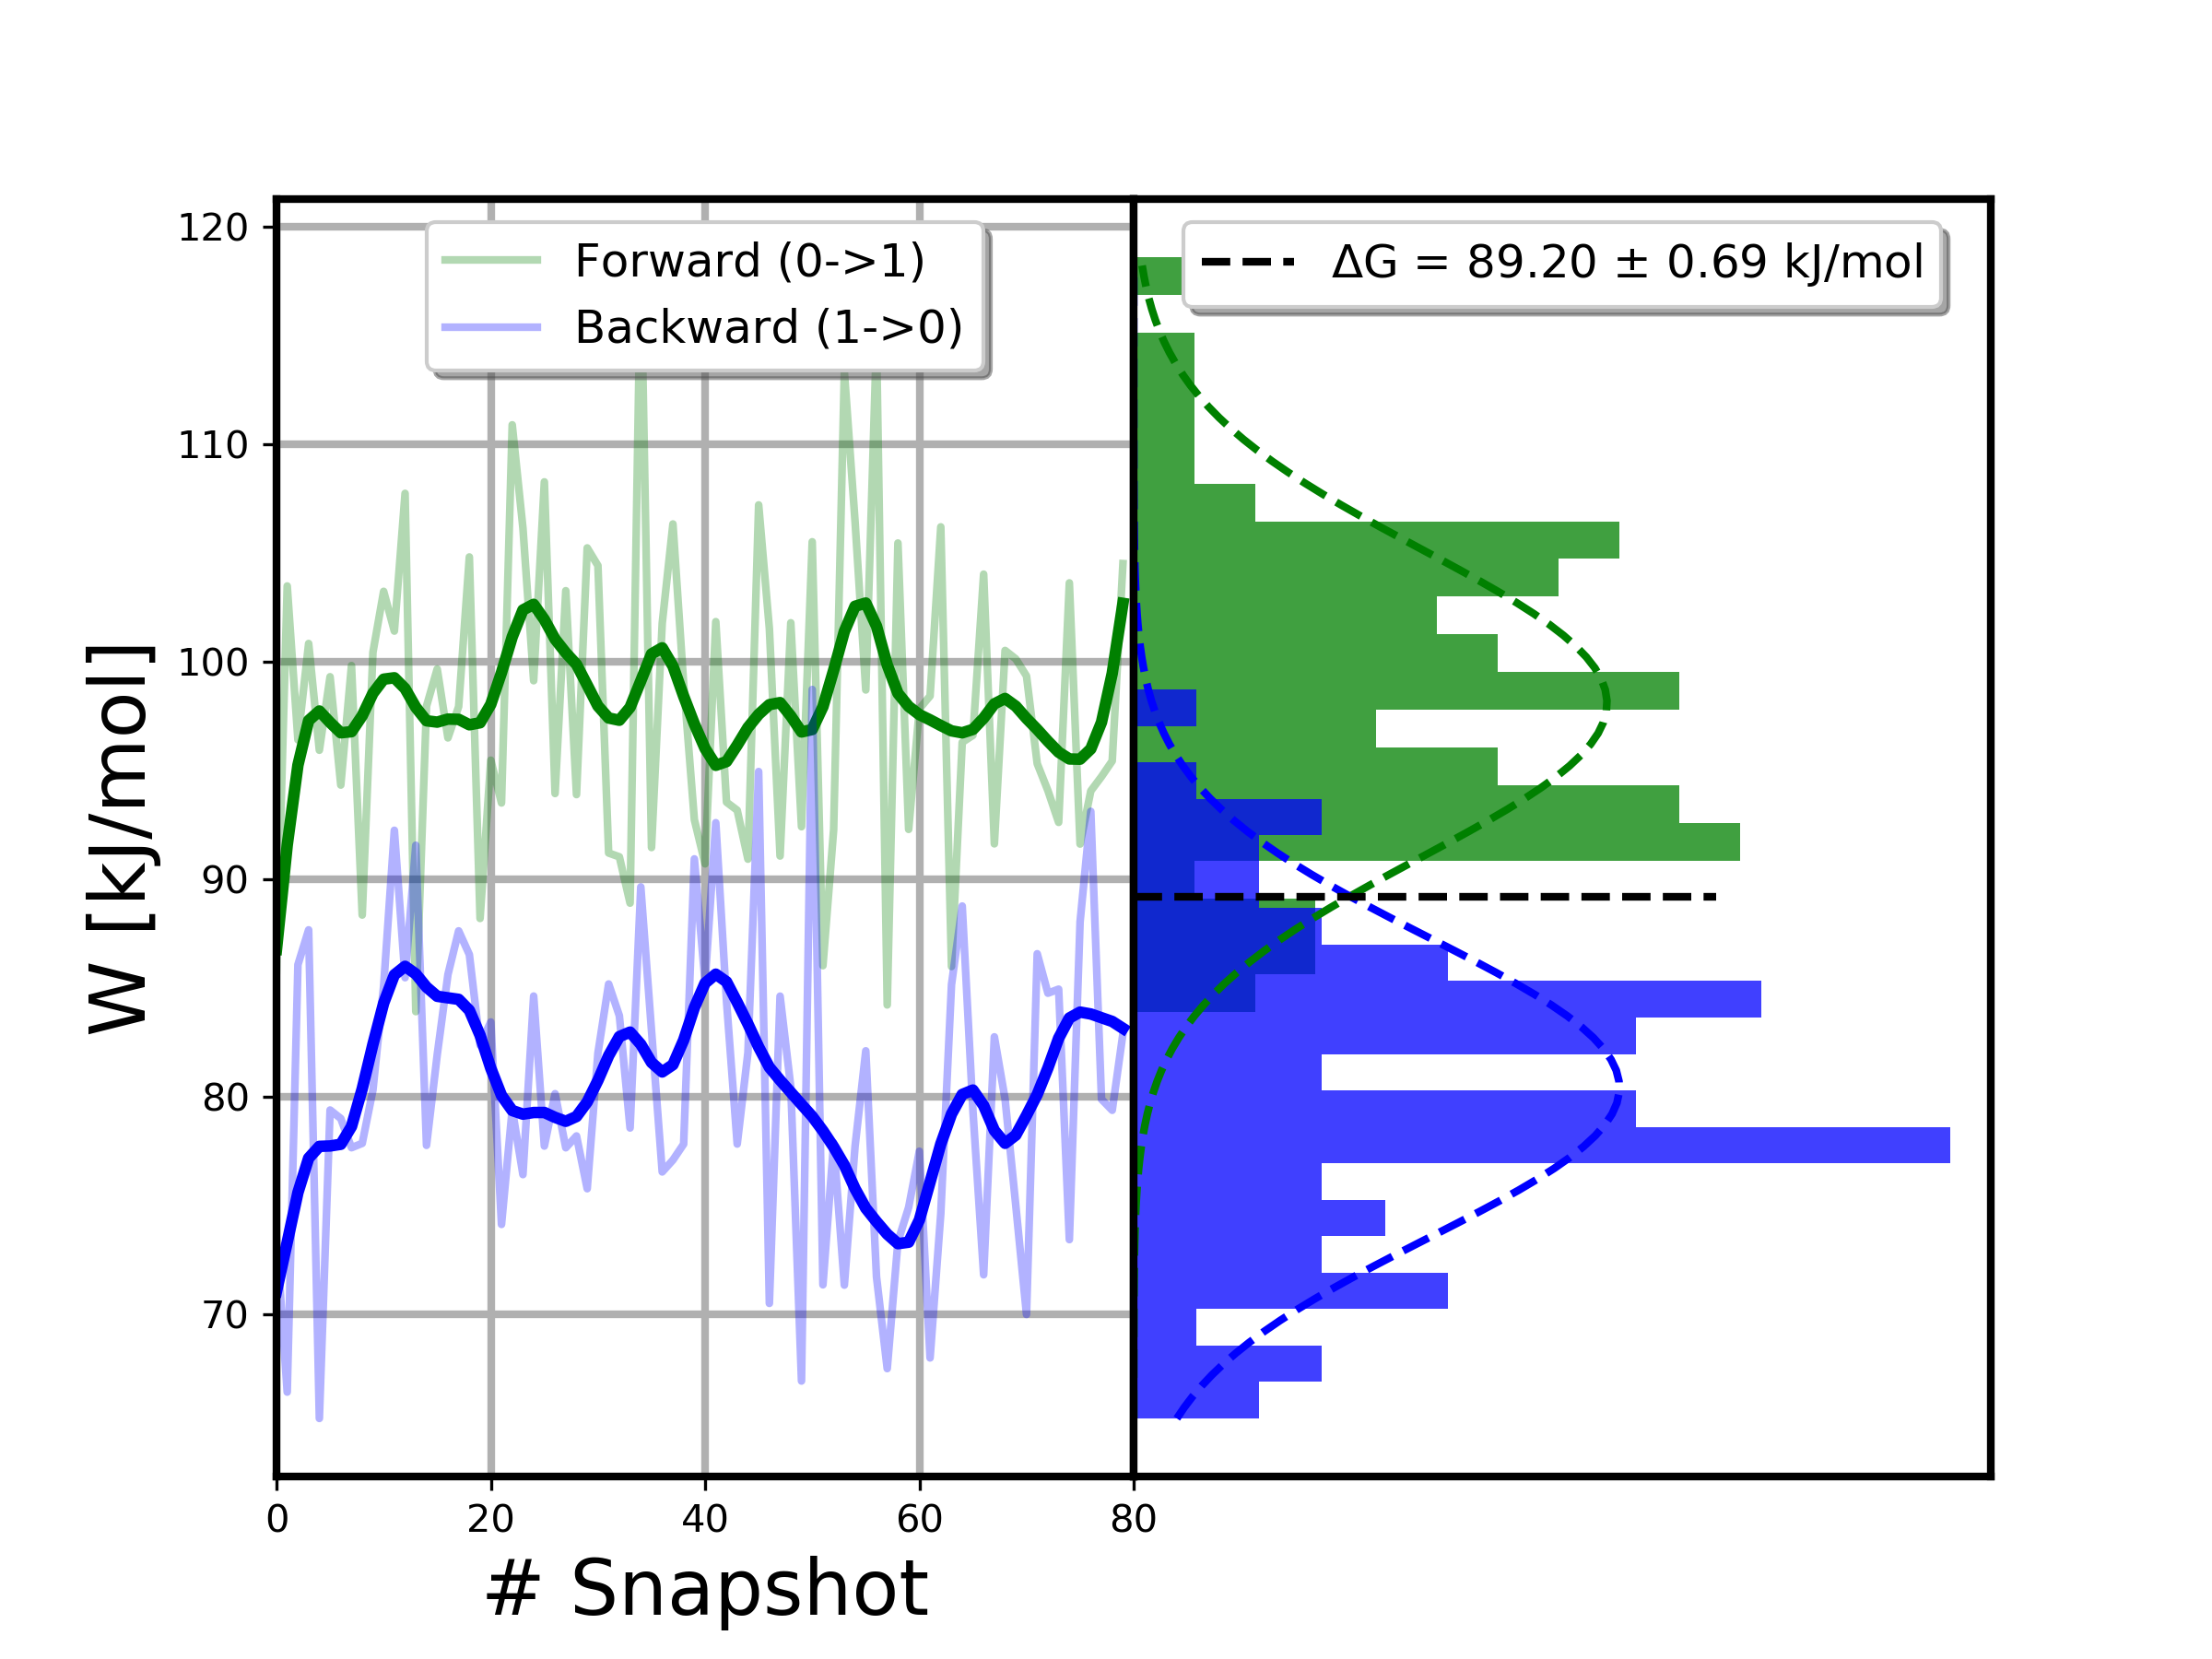 Forward (0->1)
Backward (1->0)
ΔG = 89.20 ± 0.69 kJ/mol
W [kJ/mol]
120
110
100
90
80
70
0 20 40 60 80
# Snapshot